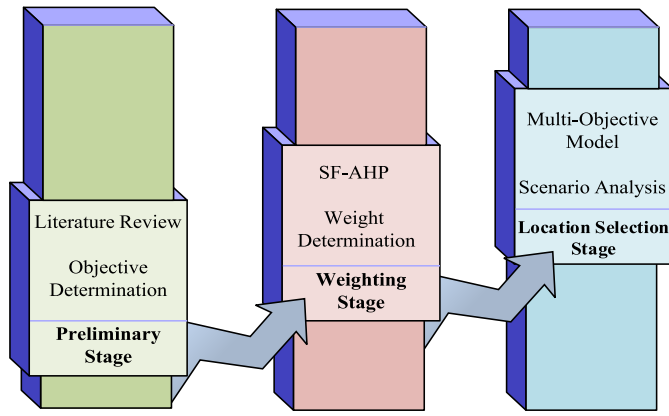 Literature Review
Objective
Determination
Preliminary
Stage
SF-AHP
Weight
Determination
Weighting
Stage
Multi-Objective
Model
Scenario Analysis
Location Selection
Stage